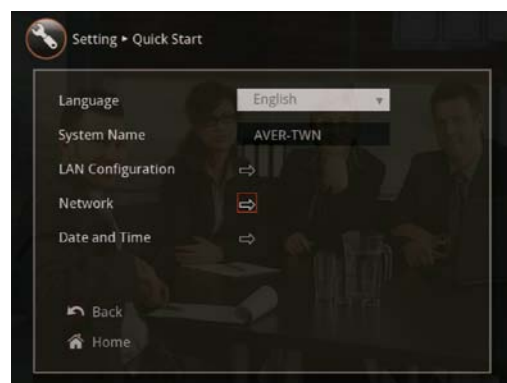 Setting ▸ Quick Start
Language English
System Name AVER-TWN
LAN Configuration
Network
Date and Time
Back
Home